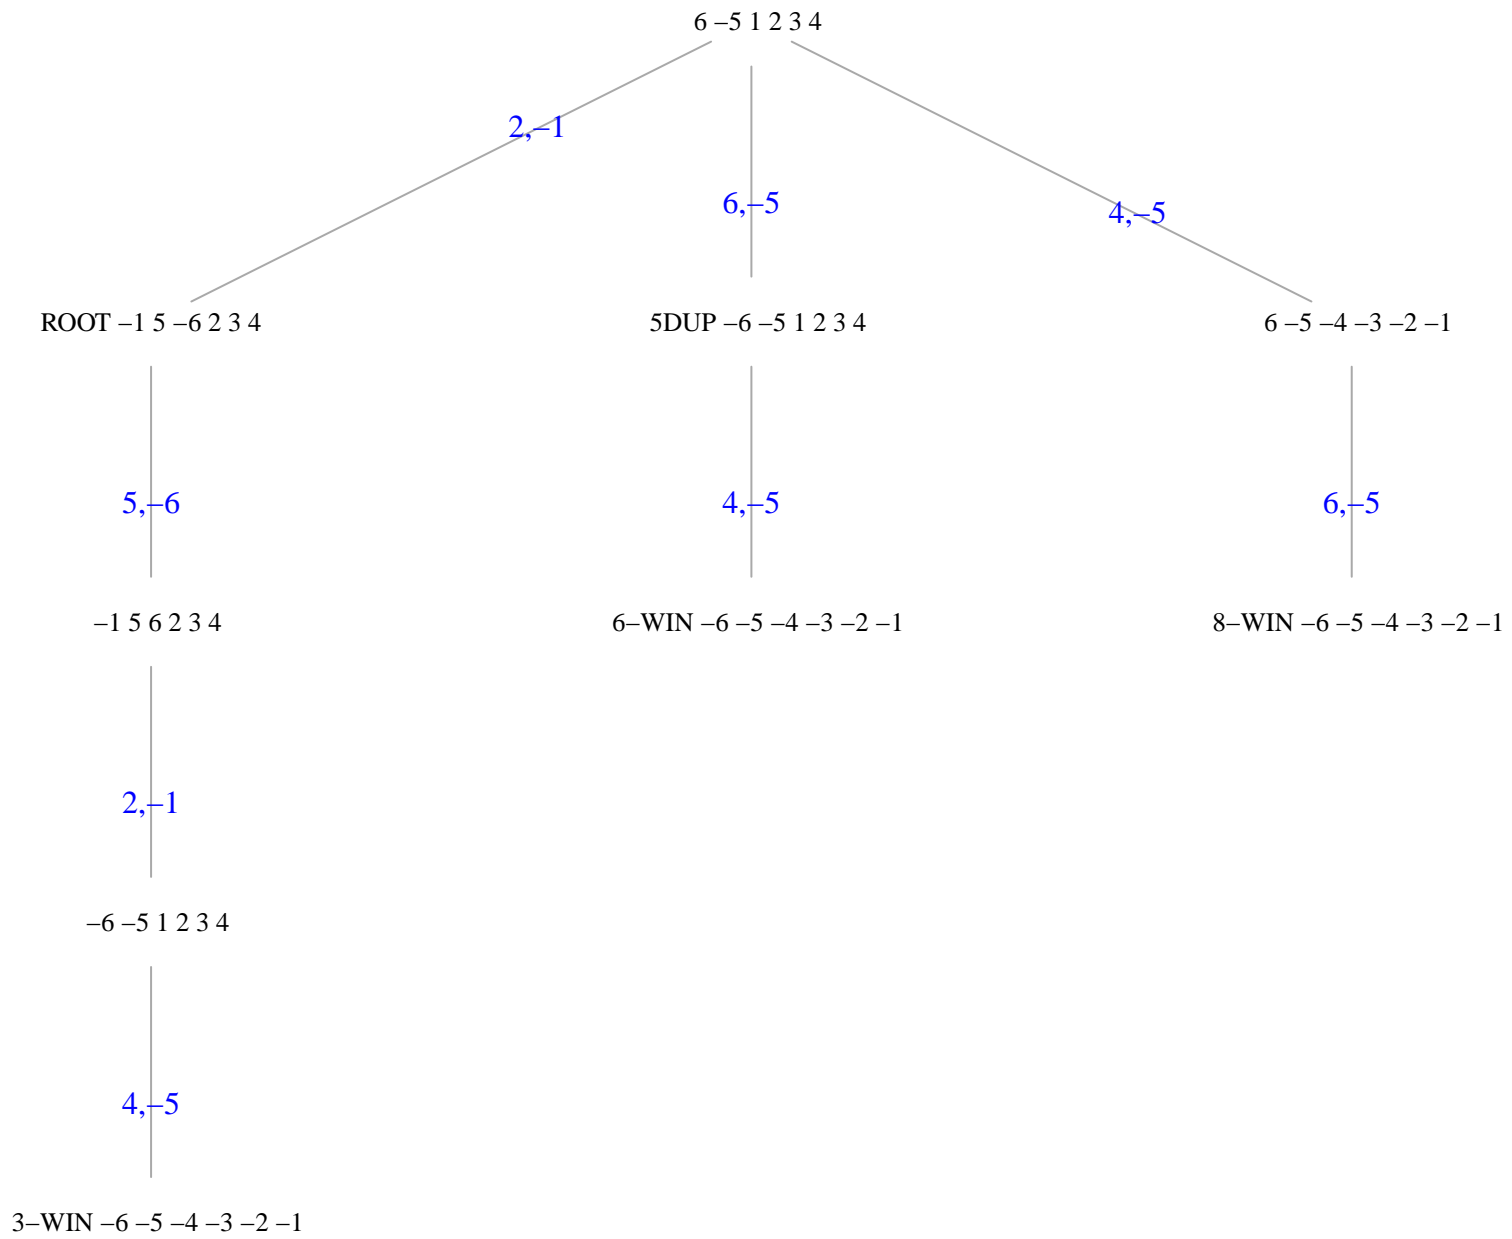 6 –5 1 2 3 4
2,–1
6,–5
4,–5
ROOT –1 5 –6 2 3 4
5DUP –6 –5 1 2 3 4
6 –5 –4 –3 –2 –1
5,–6
4,–5
6,–5
–1 5 6 2 3 4
6–WIN –6 –5 –4 –3 –2 –1
8–WIN –6 –5 –4 –3 –2 –1
2,–1
–6 –5 1 2 3 4
4,–5
3–WIN –6 –5 –4 –3 –2 –1